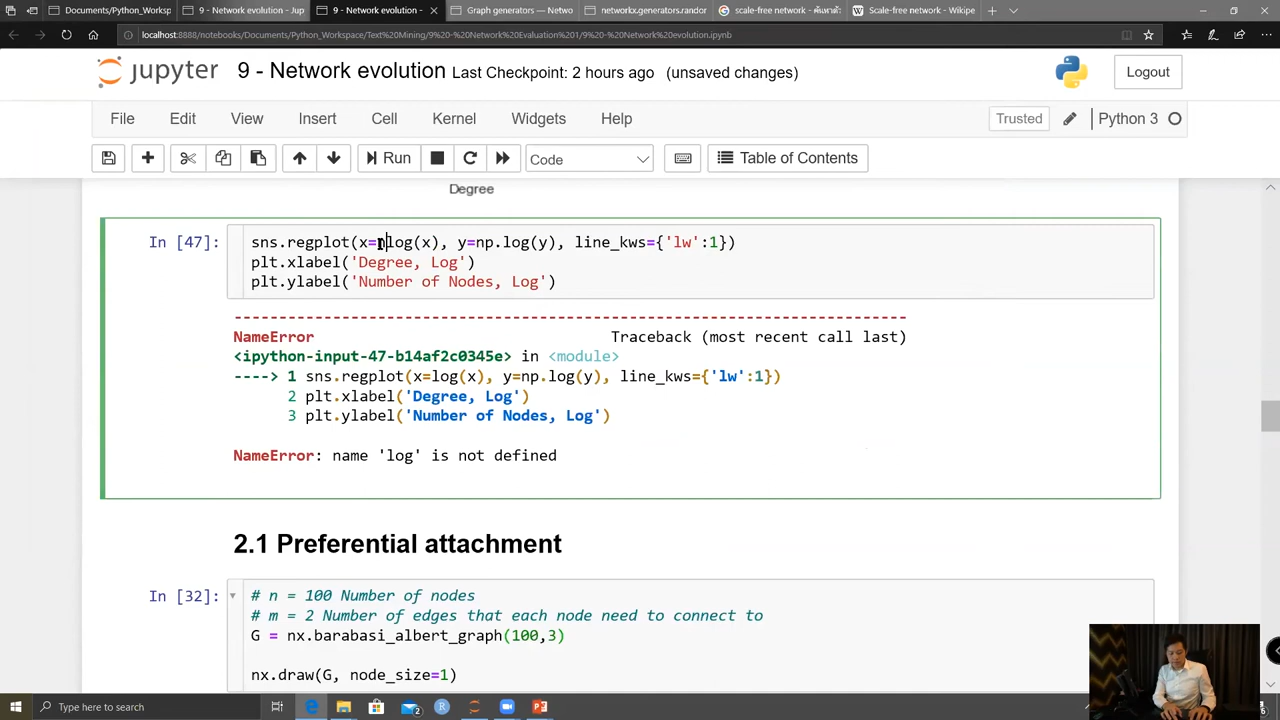 Documents/Python_Worksp
9 - Network evolution - Jup
9 - Network evolution -
Graph generators — Netwo
networkx.generators.randor
scale-free network - ค้นหาด้
Scale-free network - Wikipe
localhost:8888/notebooks/Documents/Python_Workspace/Text%20Mining/9%20-%20Network%20Evaluation%201/9%20-%20Network%20evolution.ipynb
jupyter
9 - Network evolution Last Checkpoint: 2 hours ago (unsaved changes)
Logout
File Edit View Insert Cell Kernel Widgets Help
Trusted
Python 3
Run
Code
Table of Contents
Degree
In [47]:
sns.regplot(x=nlog(x), y=np.log(y), line_kws={'lw':1})
plt.xlabel('Degree, Log')
plt.ylabel('Number of Nodes, Log')
---------------------------------------------------------------------------
NameError Traceback (most recent call last)
<ipython-input-47-b14af2c0345e> in <module>
----> 1 sns.regplot(x=log(x), y=np.log(y), line_kws={'lw':1})
2 plt.xlabel('Degree, Log')
3 plt.ylabel('Number of Nodes, Log')
NameError: name 'log' is not defined
2.1 Preferential attachment
In [32]:
# n = 100 Number of nodes
# m = 2 Number of edges that each node need to connect to
G = nx.barabasi_albert_graph(100,3)
nx.draw(G, node_size=1)
Type here to search